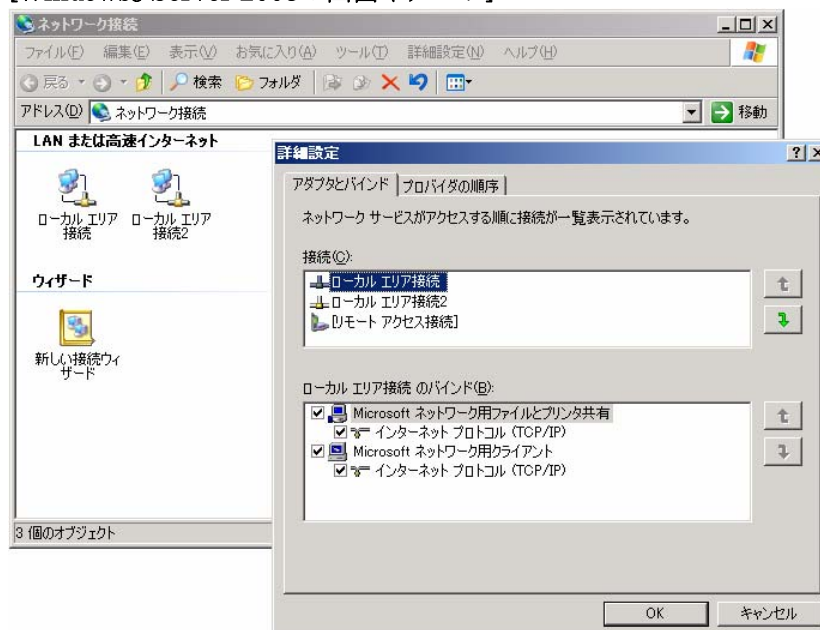 ネットワーク接続
ファイル(F) 編集(E) 表示(V) お気に入り(A) ツール(T) 詳細設定(N) ヘルプ(H)
戻る 検索 フォルダ
アドレス(D) ネットワーク接続 移動
LAN または高速インターネット
ローカル エリア接続
ローカル エリア接続2
ウィザード
新しい接続ウィザード
3 個のオブジェクト
詳細設定
アダプタとバインド プロバイダの順序
ネットワーク サービスがアクセスする順に接続が一覧表示されています。
接続(C):
ローカル エリア接続
ローカル エリア接続2
[リモート アクセス接続]
ローカル エリア接続 のバインド(B):
Microsoft ネットワーク用ファイルとプリンタ共有
インターネット プロトコル (TCP/IP)
Microsoft ネットワーク用クライアント
インターネット プロトコル (TCP/IP)
OK キャンセル